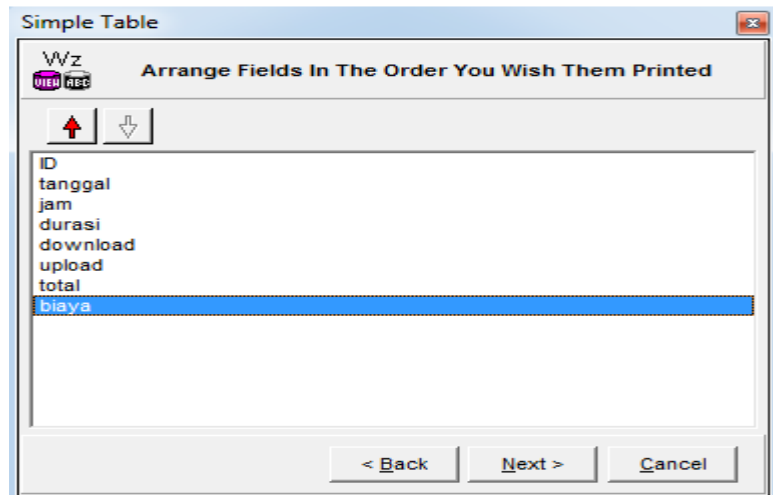 Simple Table
Wz
VIEW ABC
Arrange Fields In The Order You Wish Them Printed
ID
tanggal
jam
durasi
download
upload
total
biaya
< Back
Next >
Cancel